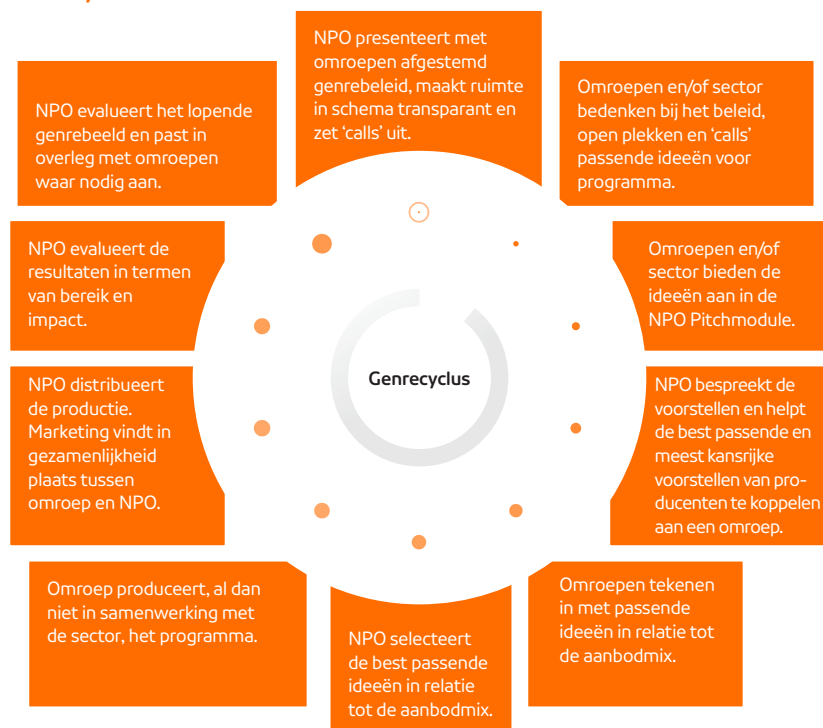 NPO presenteert met
omroepen afgestemd
genrebeleid, maakt ruimte
in schema transparant en
zet ‘calls’ uit.
Omroepen en/of sector
bedenken bij het beleid,
open plekken en ‘calls’
passende ideeën voor
programma.
Omroepen en/of
sector bieden de
ideeën aan in de
NPO Pitchmodule.
NPO bespreekt de
voorstellen en helpt
de best passende en
meest kansrijke
voorstellen van pro-
ducenten te koppelen
aan een omroep.
Omroepen tekenen
in met passende
ideeën in relatie tot
de aanbodmix.
NPO selecteert
de best passende
ideeën in relatie
tot de aanbodmix.
Omroep produceert, al dan
niet in samenwerking met
de sector, het programma.
NPO distribueert
de productie.
Marketing vindt in
gezamenlijkheid
plaats tussen
omroep en NPO.
NPO evalueert de
resultaten in termen
van bereik en
impact.
NPO evalueert het lopende
genrebeeld en past in
overleg met omroepen
waar nodig aan.
Genrecyclus